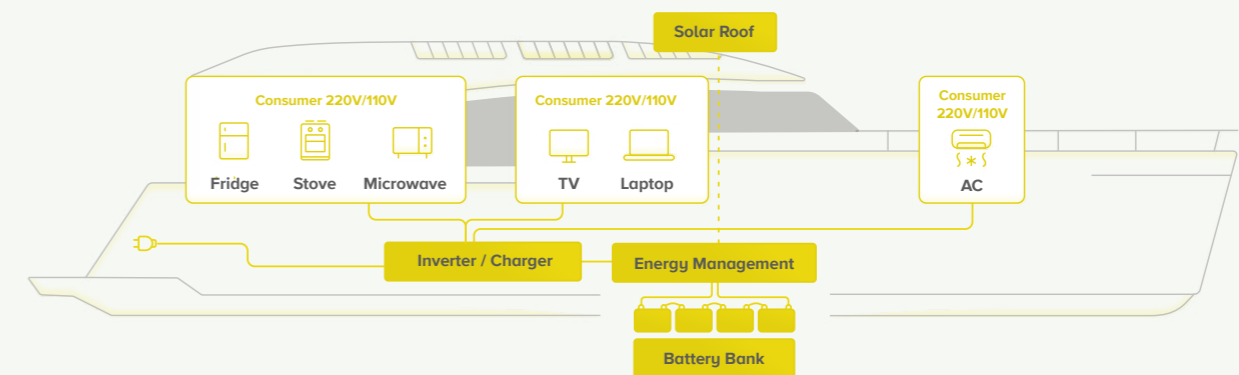 Solar Roof
Consumer 220V/110V
Fridge
Stove
Microwave
Consumer 220V/110V
TV
Laptop
Consumer
220V/110V
AC
Inverter / Charger
Energy Management
Battery Bank